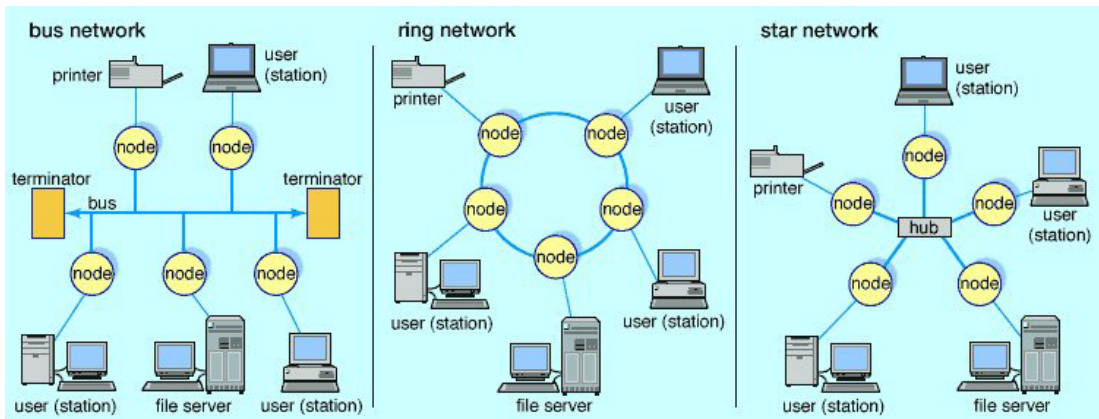 bus network
printer
user
(station)
node
node
terminator
terminator
bus
node
node
node
user (station)
file server
user (station)
ring network
printer
user
(station)
node
node
node
node
node
user (station)
user (station)
file server
star network
user
(station)
node
printer
node
node
user
(station)
hub
node
node
user (station)
file server